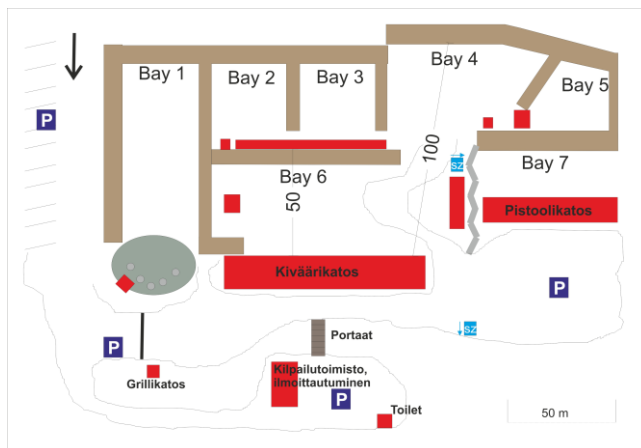 Bay 1
Bay 2
Bay 3
Bay 4
Bay 5
P
100
SZ
Bay 7
Bay 6
50
Pistoolikatos
Kiväärikatos
P
P
SZ
Portaat
Grillikatos
Kilpailutoimisto,
ilmoittautuminen
P
Toilet
50 m